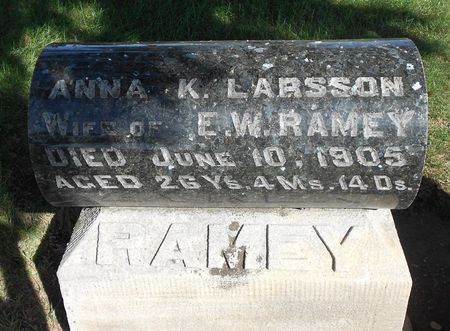 ANNA K. LARSSON
WIFE OF E.W. RAMEY
DIED JUNE 10, 1905
AGED 26 YS. 4 MS. 14 DS.
RAMEY